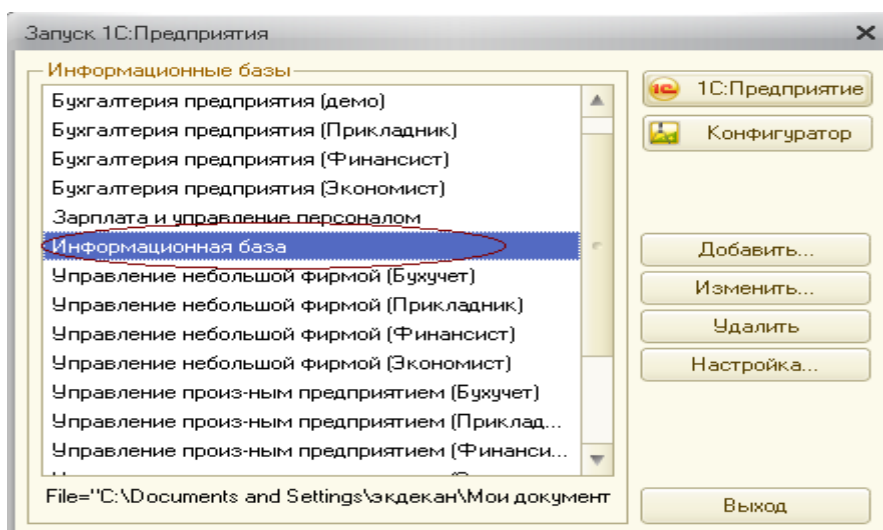 Запуск 1С:Предприятия
Информационные базы
Бухгалтерия предприятия (демо)
Бухгалтерия предприятия (Прикладник)
Бухгалтерия предприятия (Финансист)
Бухгалтерия предприятия (Экономист)
Зарплата и управление персоналом
Информационная база
Управление небольшой фирмой (Бухучет)
Управление небольшой фирмой (Прикладник)
Управление небольшой фирмой (Финансист)
Управление небольшой фирмой (Экономист)
Управление произ-ным предприятием (Бухучет)
Управление произ-ным предприятием (Приклад...
Управление произ-ным предприятием (Финанси...
File="C:\Documents and Settings\экдекан\Мои документ
1С:Предприятие
Конфигуратор
Добавить...
Изменить...
Удалить
Настройка...
Выход